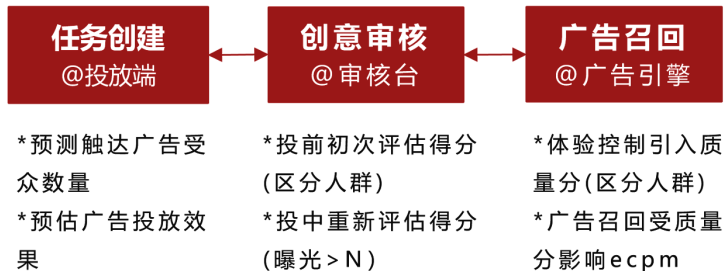 任务创建
@投放端
创意审核
@审核台
广告召回
@广告引擎
*预测触达广告受
众数量
*预估广告投放效
果
*投前初次评估得分
(区分人群)
*投中重新评估得分
(曝光>N)
*体验控制引入质
量分(区分人群)
*广告召回受质量
分影响ecpm